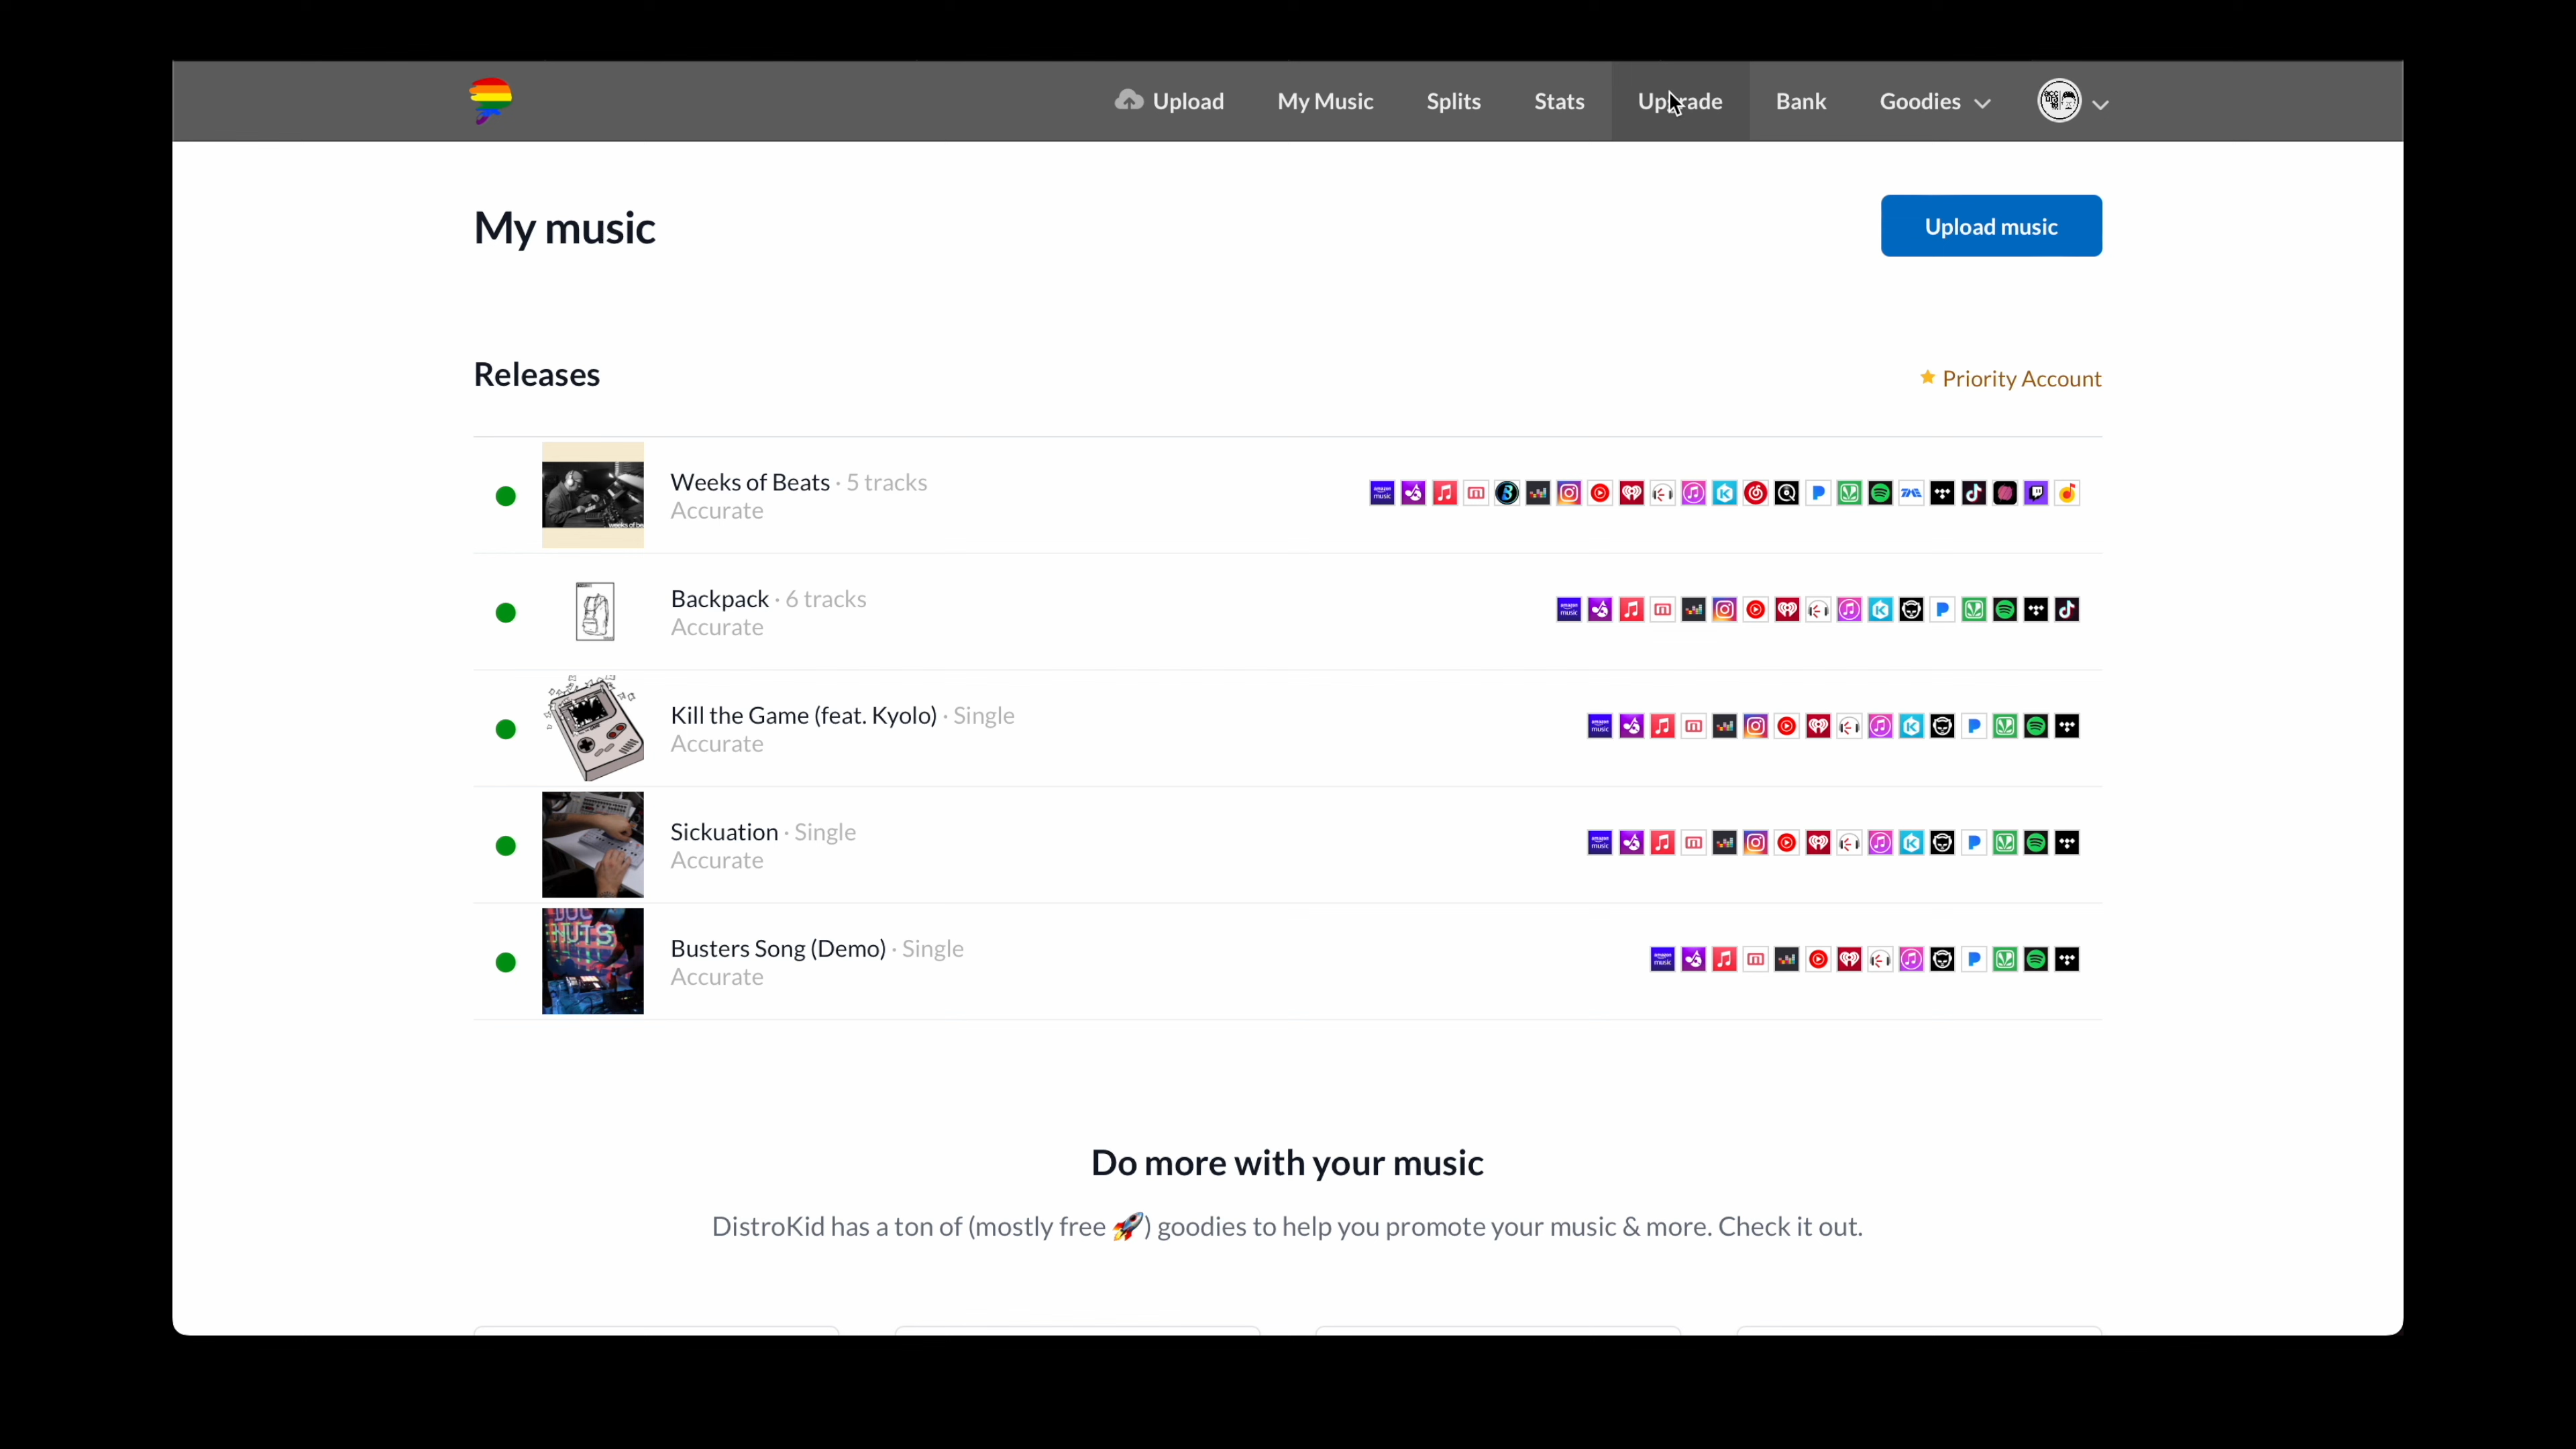 Upload My Music Splits Stats Upgrade Bank Goodies
My music
Upload music
Releases
Priority Account
Weeks of Beats · 5 tracks
Accurate
Backpack · 6 tracks
Accurate
Kill the Game (feat. Kyolo) · Single
Accurate
Sickuation · Single
Accurate
Busters Song (Demo) · Single
Accurate
Do more with your music
DistroKid has a ton of (mostly free 🚀) goodies to help you promote your music & more. Check it out.